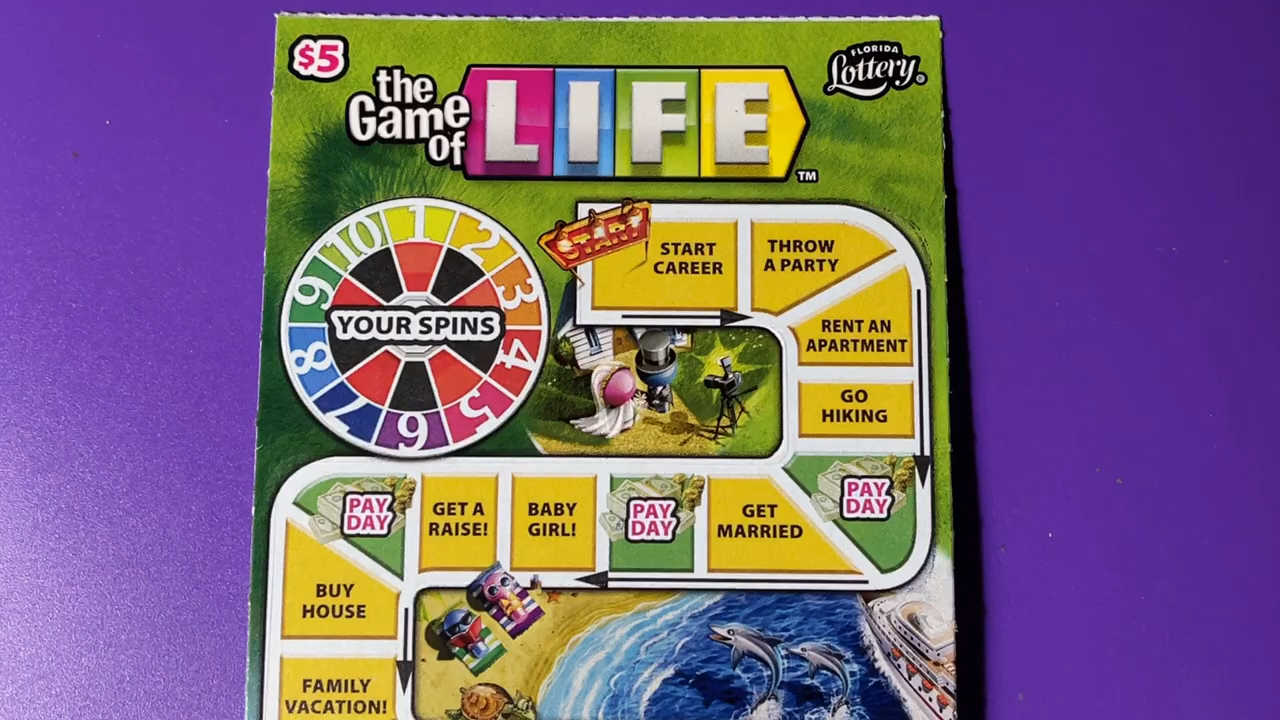 $5
the
Game
of
LIFE
TM
FLORIDA
Lottery
1
2
3
4
5
6
7
8
9
10
YOUR SPINS
START
START
CAREER
THROW
A PARTY
RENT AN
APARTMENT
GO
HIKING
PAY
DAY
GET
MARRIED
PAY
DAY
BABY
GIRL!
GET A
RAISE!
PAY
DAY
BUY
HOUSE
FAMILY
VACATION!